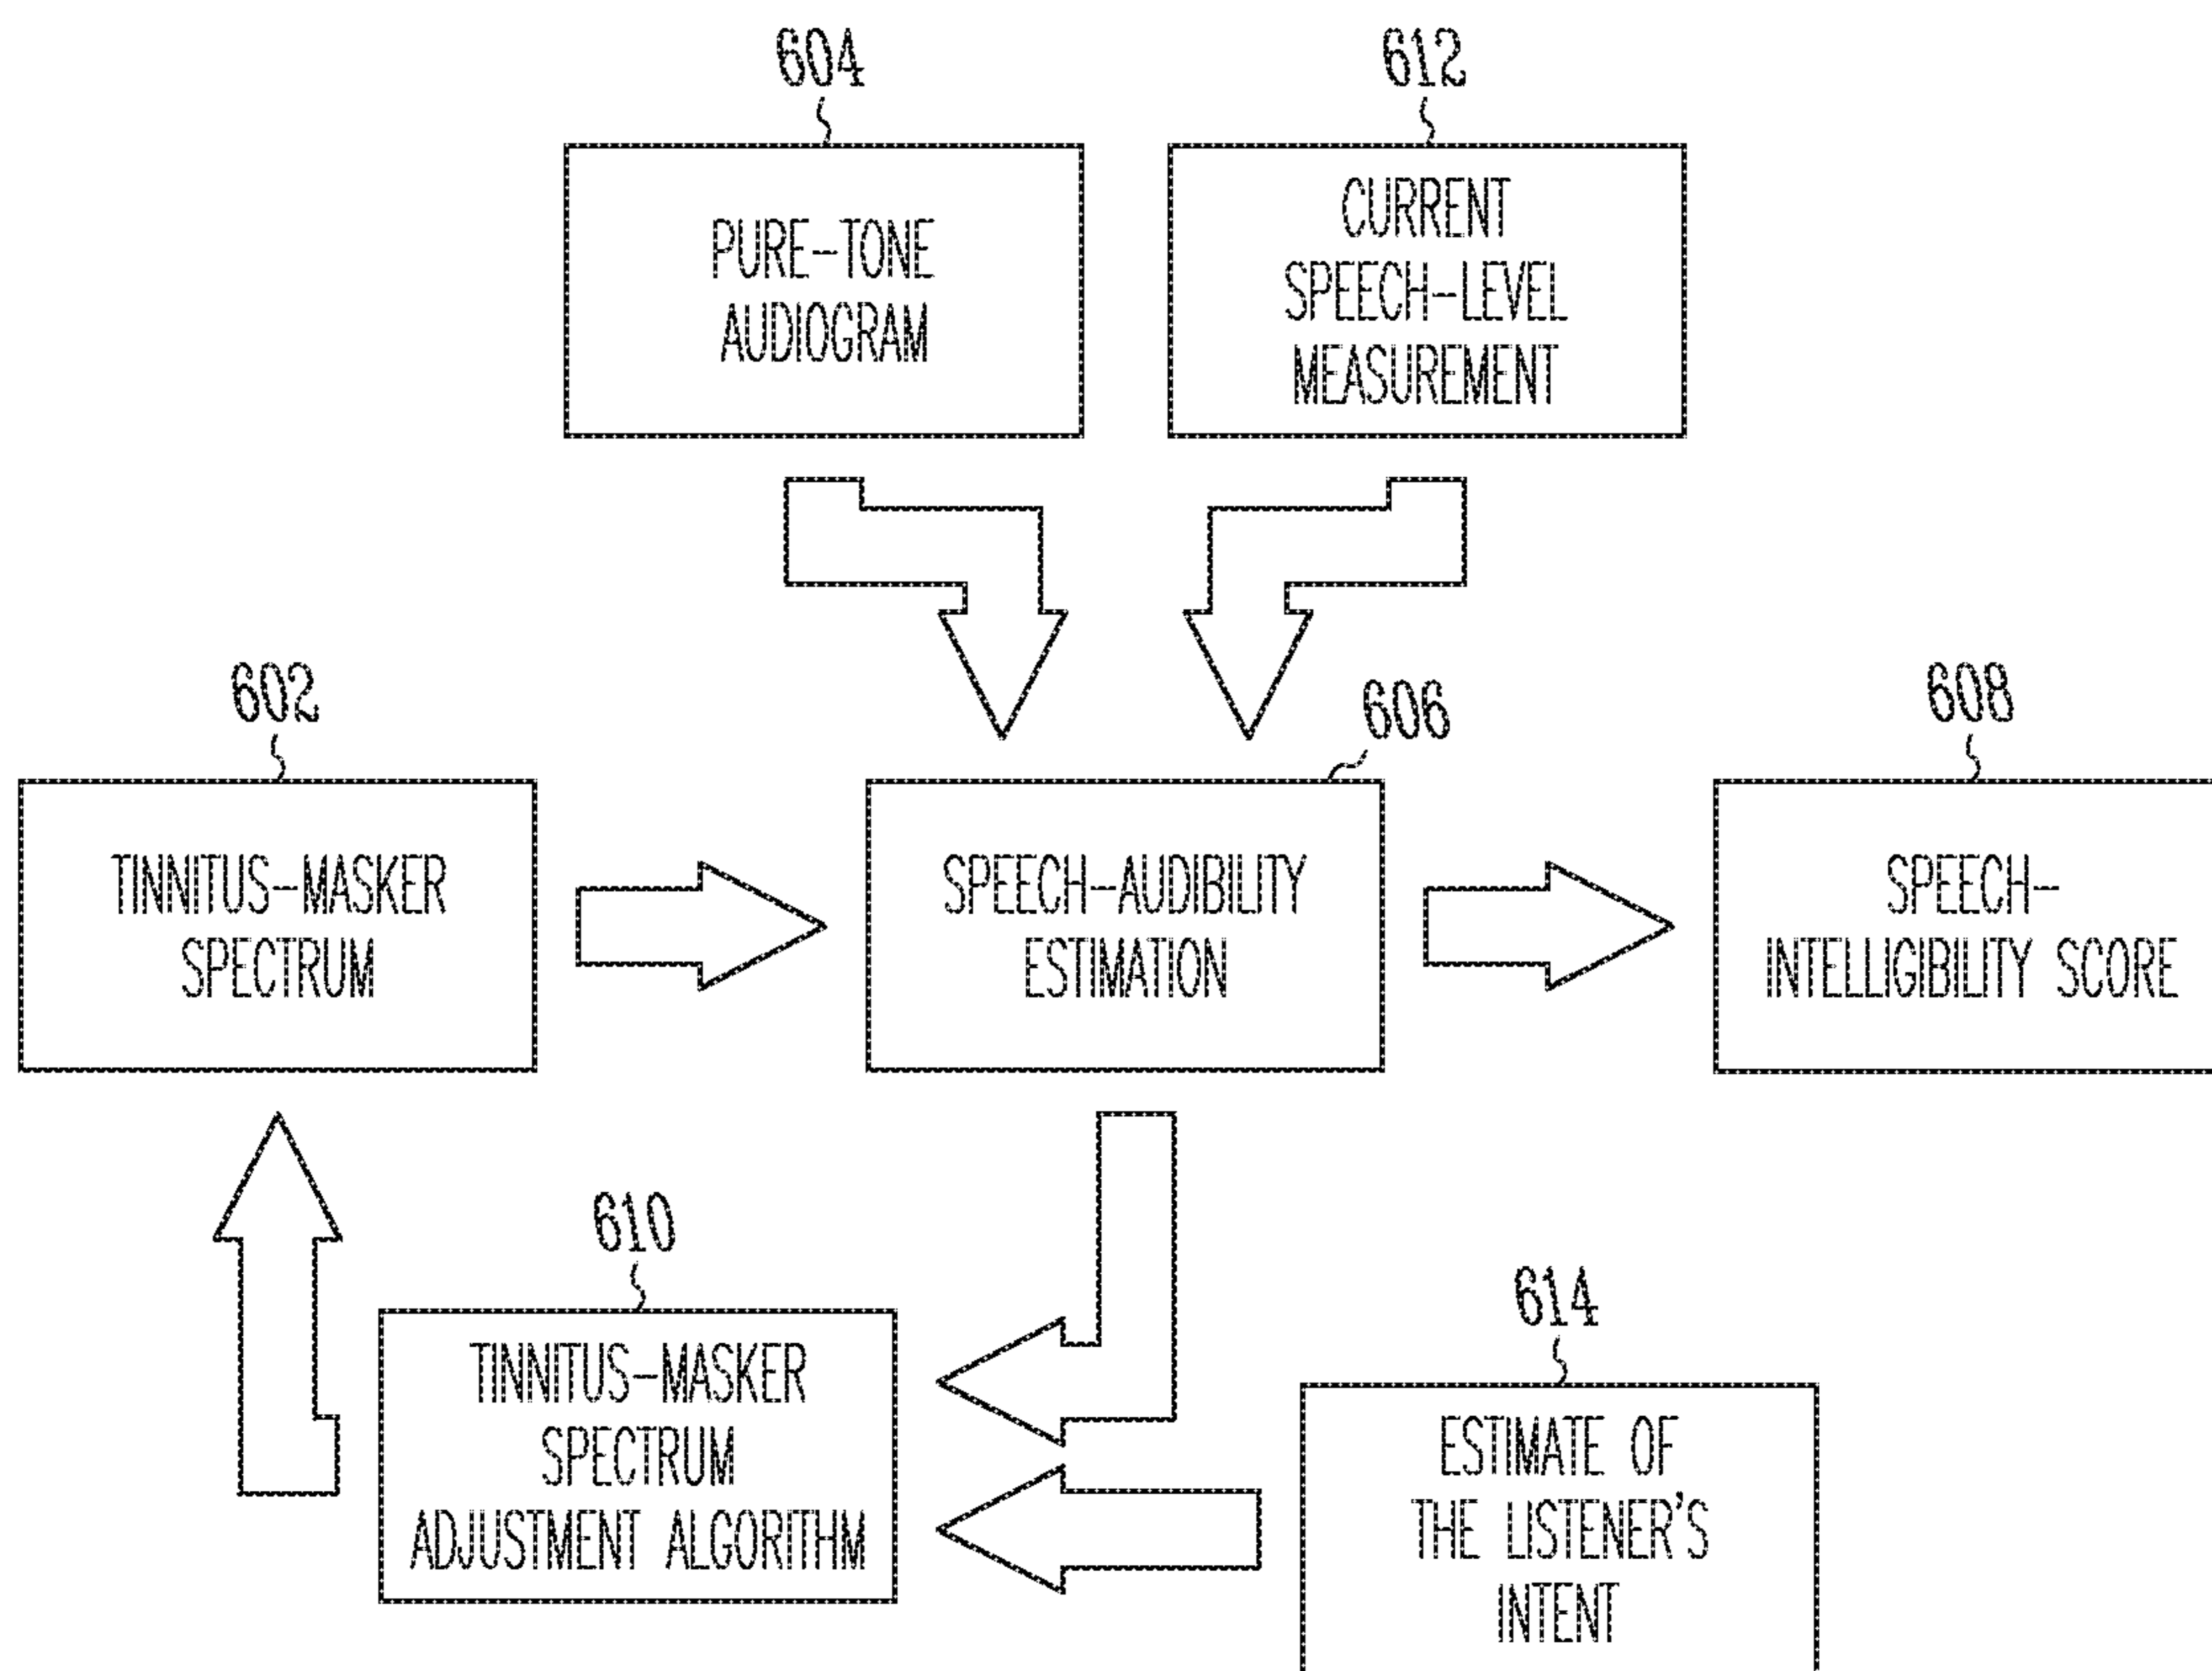 604
PURE-TONE
AUDIOGRAM
612
CURRENT
SPEECH-LEVEL
MEASUREMENT
602
TINNITUS-MASKER
SPECTRUM
606
SPEECH-AUDIBILITY
ESTIMATION
608
SPEECH-
INTELLIGIBILITY SCORE
610
TINNITUS-MASKER
SPECTRUM
ADJUSTMENT ALGORITHM
614
ESTIMATE OF
THE LISTENER'S
INTENT